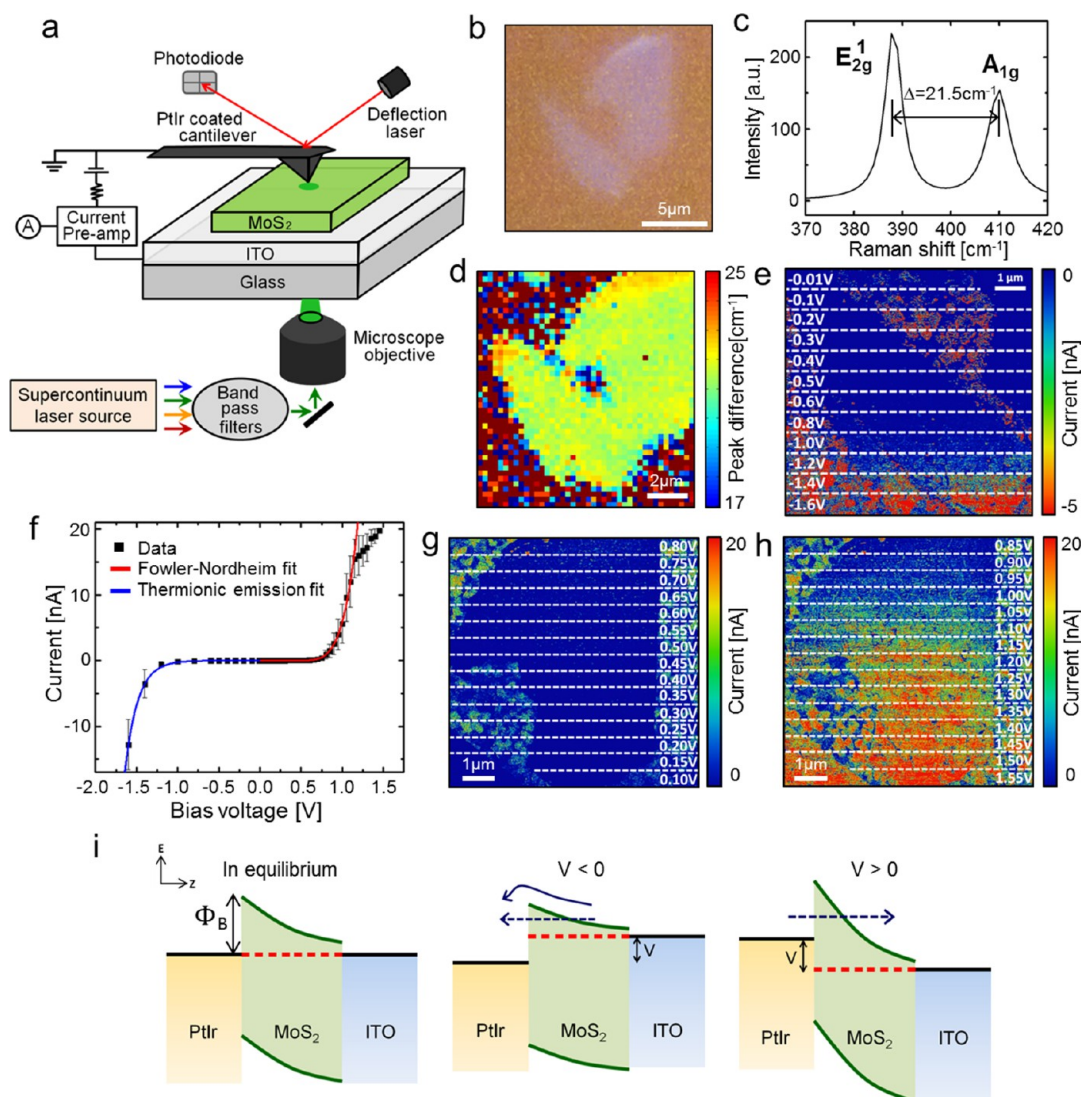 a
Photodiode
PtIr coated
cantilever
Deflection
laser
A
Current
Pre-amp
MoS2
ITO
Glass
Microscope
objective
Supercontinuum
laser source
Band
pass
filters
b
5µm
c
E2g1
A1g
Δ=21.5cm-1
Intensity [a.u.]
200
150
100
50
0
370 380 390 400 410 420
Raman shift [cm-1]
d
2µm
25
Peak difference[cm-1]
17
e
1 µm
-0.01V
-0.1V
-0.2V
-0.3V
-0.4V
-0.5V
-0.6V
-0.8V
-1.0V
-1.2V
-1.4V
-1.6V
0
Current [nA]
-5
f
Data
Fowler-Nordheim fit
Thermionic emission fit
Current [nA]
20
10
0
-10
-2.0 -1.5 -1.0 -0.5 0.0 0.5 1.0 1.5
Bias voltage [V]
g
0.80V
0.75V
0.70V
0.65V
0.60V
0.55V
0.50V
0.45V
0.40V
0.35V
0.30V
0.25V
0.20V
0.15V
0.10V
1µm
20
Current [nA]
0
h
0.85V
0.90V
0.95V
1.00V
1.05V
1.10V
1.15V
1.20V
1.25V
1.30V
1.35V
1.40V
1.45V
1.50V
1.55V
1µm
20
Current [nA]
0
i
E
z
In equilibrium
ΦB
PtIr
MoS2
ITO
V < 0
V
PtIr
MoS2
ITO
V > 0
V
PtIr
MoS2
ITO